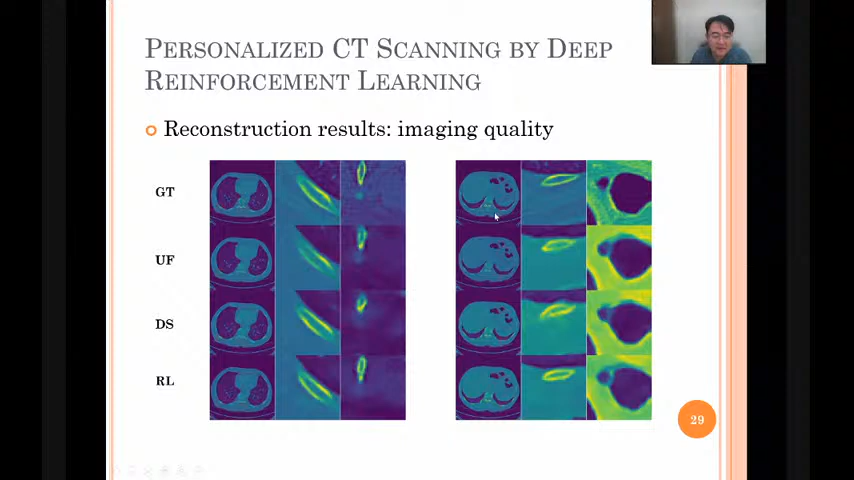 PERSONALIZED CT SCANNING BY DEEP
REINFORCEMENT LEARNING
Reconstruction results: imaging quality
GT
UF
DS
RL
29